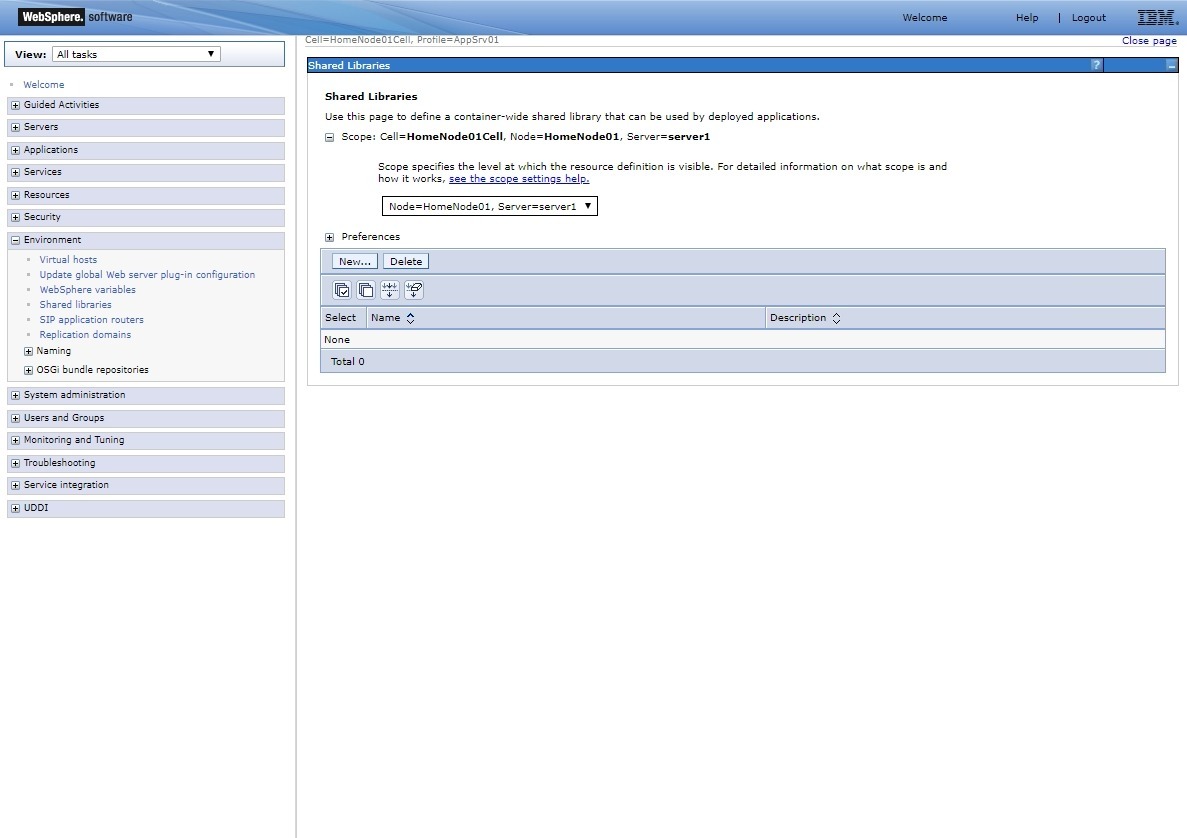 WebSphere. software
Welcome Help | Logout IBM.
View: All tasks
Cell=HomeNode01Cell, Profile=AppSrv01
Close page
Welcome
Guided Activities
Servers
Applications
Services
Resources
Security
Environment
Virtual hosts
Update global Web server plug-in configuration
WebSphere variables
Shared libraries
SIP application routers
Replication domains
Naming
OSGi bundle repositories
System administration
Users and Groups
Monitoring and Tuning
Troubleshooting
Service integration
UDDI
Shared Libraries ?
Shared Libraries
Use this page to define a container-wide shared library that can be used by deployed applications.
Scope: Cell=HomeNode01Cell, Node=HomeNode01, Server=server1
Scope specifies the level at which the resource definition is visible. For detailed information on what scope is and
how it works, see the scope settings help.
Node=HomeNode01, Server=server1
Preferences
New... Delete
Select Name Description
None
Total 0